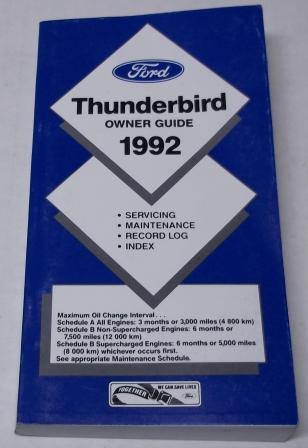 Ford
Thunderbird
OWNER GUIDE
1992
• SERVICING
• MAINTENANCE
• RECORD LOG
• INDEX
Maximum Oil Change Interval . . .
Schedule A All Engines: 3 months or 3,000 miles (4 800 km)
Schedule B Non-Supercharged Engines: 6 months or
7,500 miles (12 000 km)
Schedule B Supercharged Engines: 6 months or 5,000 miles
(8 000 km) whichever occurs first.
See appropriate Maintenance Schedule.
TOGETHER
WE CAN SAVE LIVES
Ford